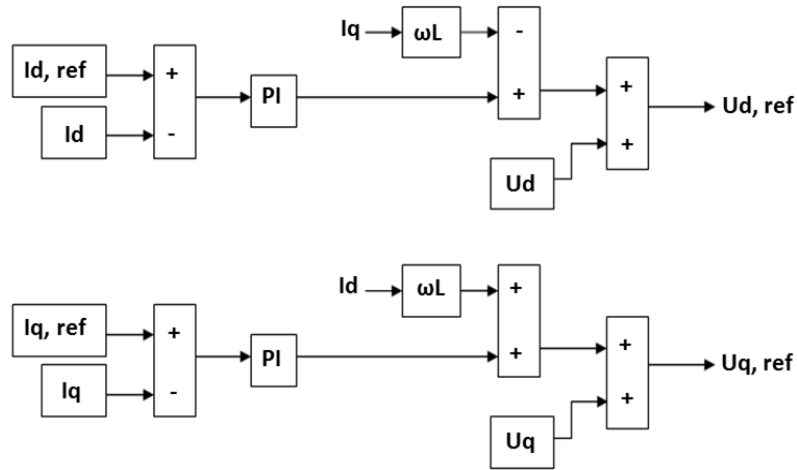 Iq
ωL
-
Id, ref
+
PI
+
+
Ud, ref
Id
-
+
Ud
Id
ωL
+
Iq, ref
+
PI
+
+
Uq, ref
Iq
-
+
Uq